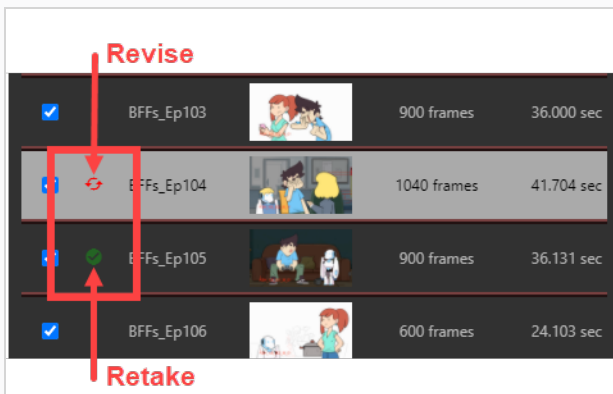 Revise
BFFs_Ep103 900 frames 36.000 sec
BFFs_Ep104 1040 frames 41.704 sec
BFFs_Ep105 900 frames 36.131 sec
BFFs_Ep106 600 frames 24.103 sec
Retake